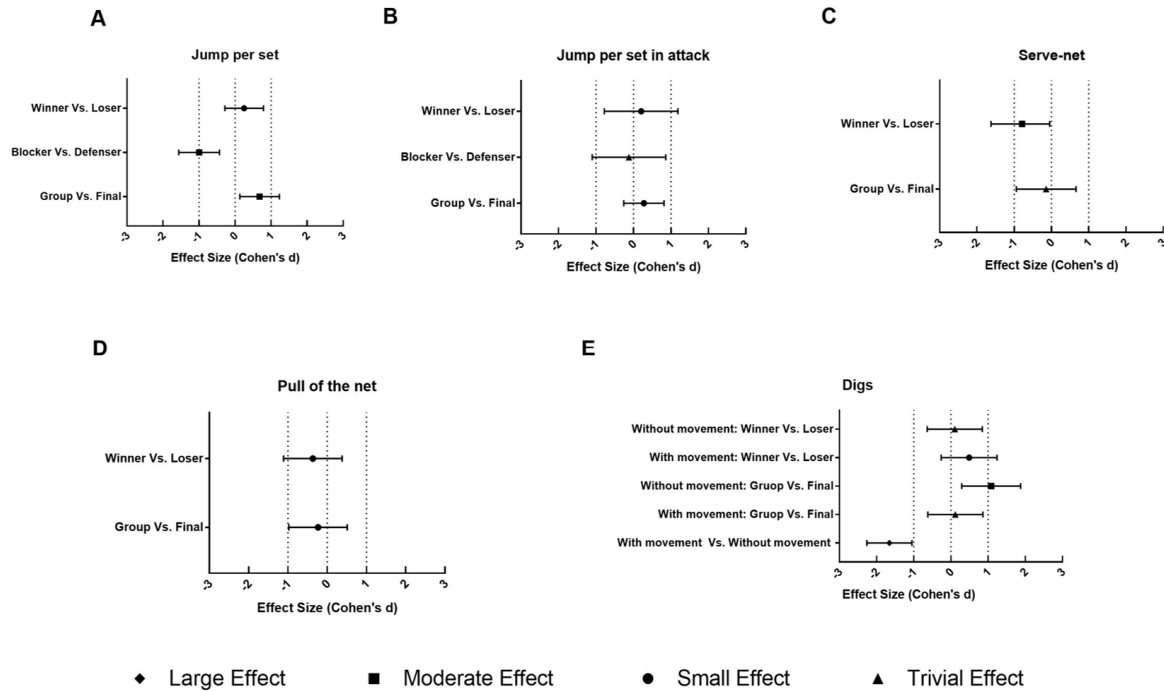 A
Jump per set
Winner Vs. Loser
Blocker Vs. Defenser
Group Vs. Final
-3 -2 -1 0 1 2 3
Effect Size (Cohen's d)
B
Jump per set in attack
Winner Vs. Loser
Blocker Vs. Defenser
Group Vs. Final
-3 -2 -1 0 1 2 3
Effect Size (Cohen's d)
C
Serve-net
Winner Vs. Loser
Group Vs. Final
-3 -2 -1 0 1 2 3
Effect Size (Cohen's d)
D
Pull of the net
Winner Vs. Loser
Group Vs. Final
-3 -2 -1 0 1 2 3
Effect Size (Cohen's d)
E
Digs
Without movement: Winner Vs. Loser
With movement: Winner Vs. Loser
Without movement: Gruop Vs. Final
With movement: Gruop Vs. Final
With movement Vs. Without movement
-3 -2 -1 0 1 2 3
Effect Size (Cohen's d)
Large Effect Moderate Effect Small Effect Trivial Effect